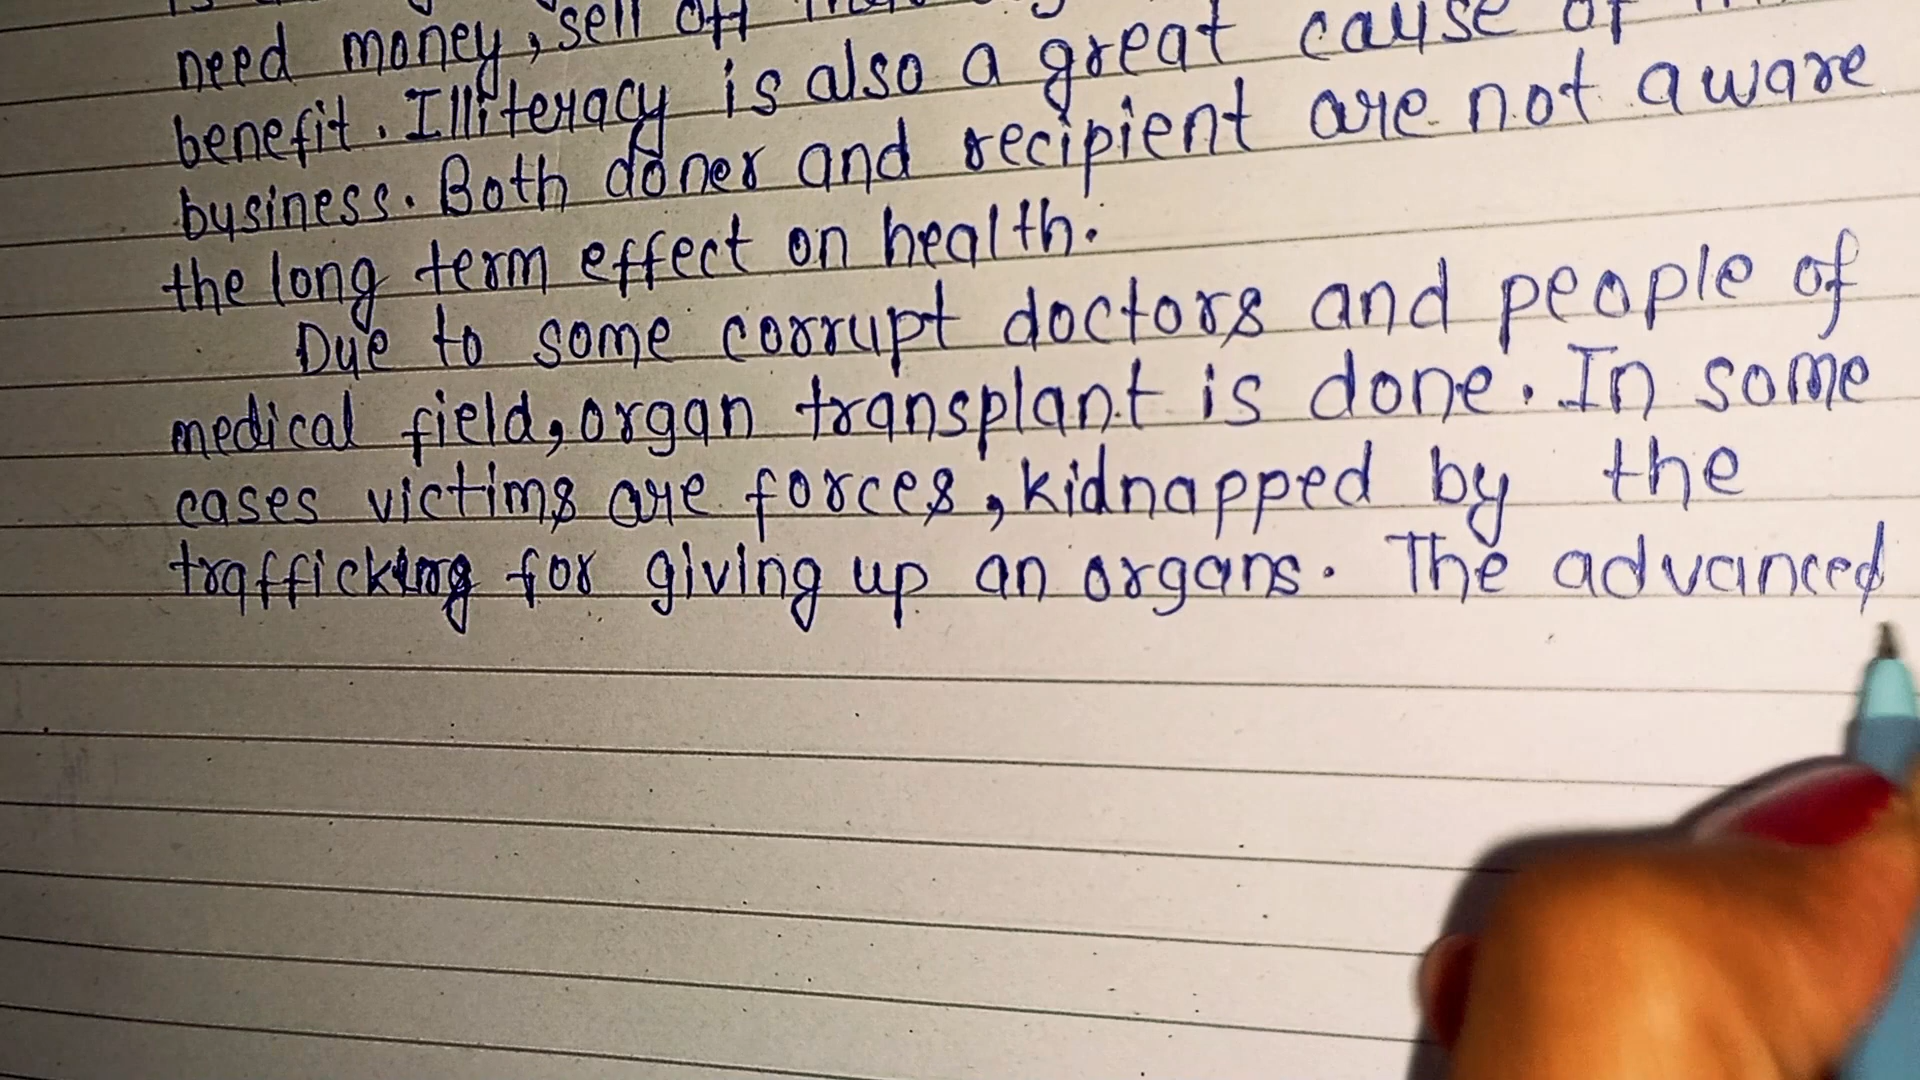 need money, sell off
benefit. Illiteracy is also a great cause of
business. Both doner and recipient are not aware
the long term effect on health.
Due to some corrupt doctors and people of
medical field, organ transplant is done. In some
cases victims are forces, kidnapped by the
trafficking for giving up an organs. The advanced